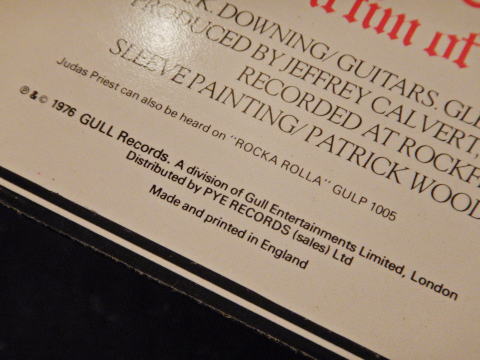 K. DOWNING/GUITARS. GLE
PRODUCED BY JEFFREY CALVERT,
RECORDED AT ROCKF
SLEEVE PAINTING/PATRICK WOOD
Judas Priest can also be heard on "ROCKA ROLLA" GULP 1005
℗ & © 1976 GULL Records. A division of Gull Entertainments Limited, London
Distributed by PYE RECORDS (sales) Ltd
Made and printed in England